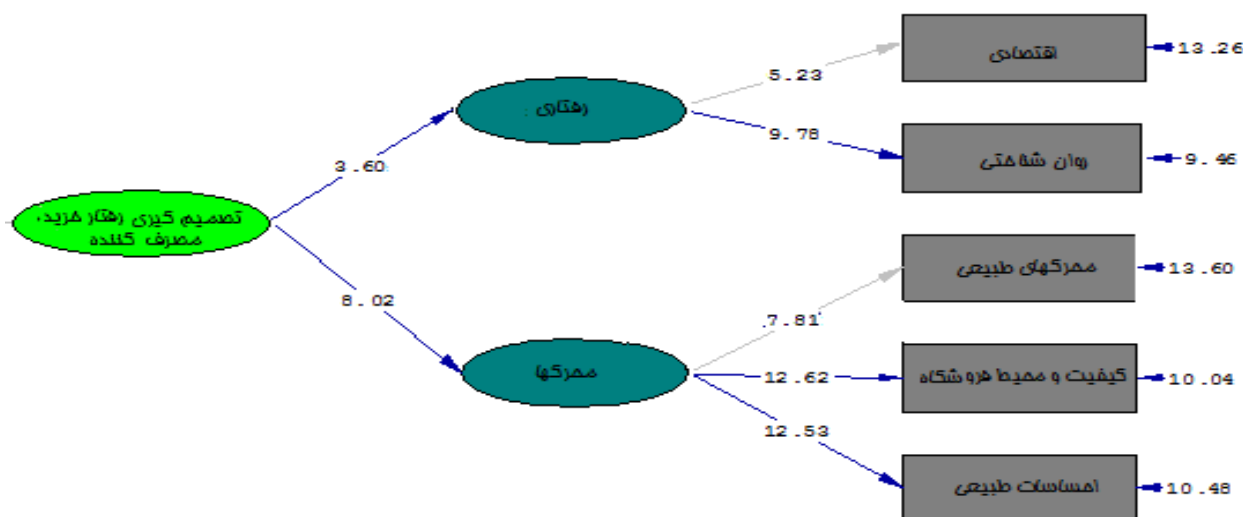 اقتصادی
13.26
5.23
رفتاری :
9.78
روان شناختی
9.46
3.60
تصمیم گیری رفتار خرید،
مصرف کننده
محرکهای طبیعی
13.60
8.02
7.81
محرکها
12.62
کیفیت و محیط فروشگاه
10.04
12.53
احساسات طبیعی
10.48